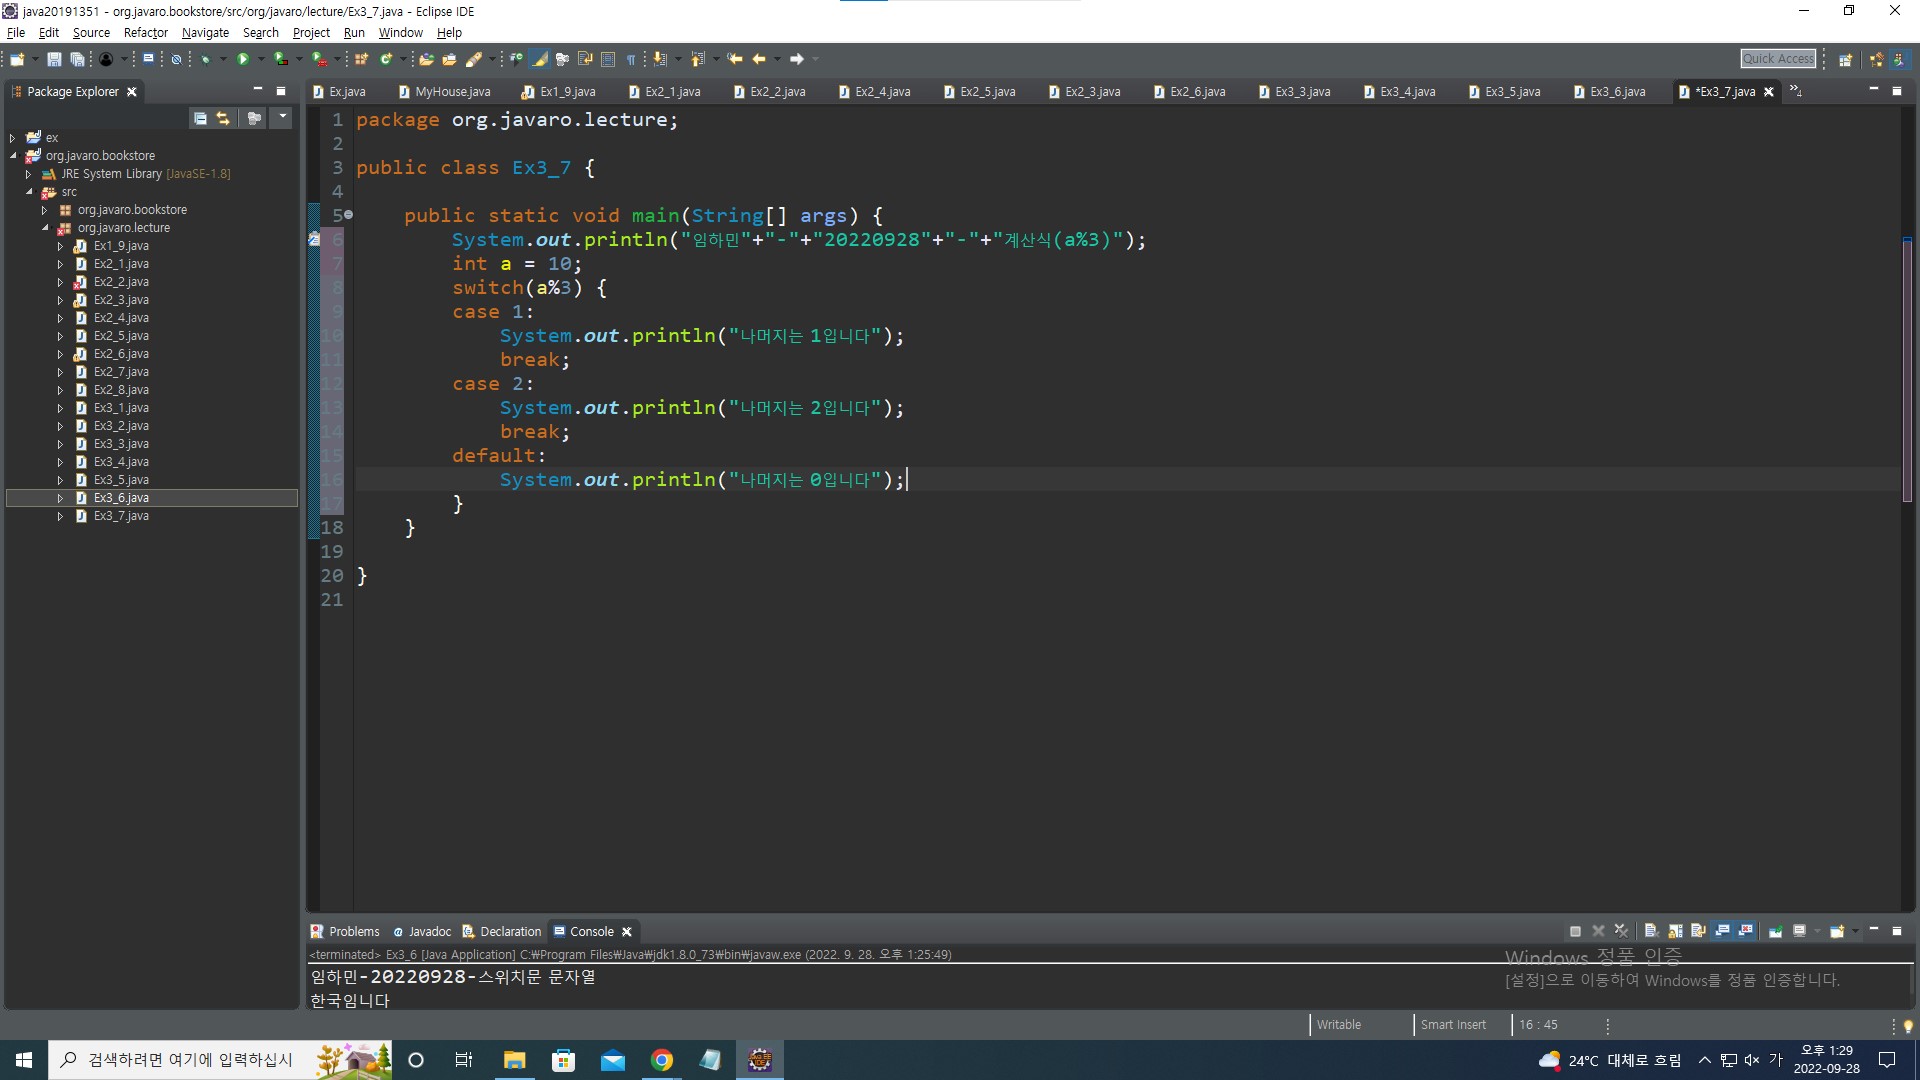 java20191351 - org.javaro.bookstore/src/org/javaro/lecture/Ex3_7.java - Eclipse IDE
File Edit Source Refactor Navigate Search Project Run Window Help
Quick Access
Package Explorer
Ex.java MyHouse.java Ex1_9.java Ex2_1.java Ex2_2.java Ex2_4.java Ex2_5.java Ex2_3.java Ex2_6.java Ex3_3.java Ex3_4.java Ex3_5.java Ex3_6.java *Ex3_7.java »4
ex
org.javaro.bookstore
JRE System Library [JavaSE-1.8]
src
org.javaro.bookstore
org.javaro.lecture
Ex1_9.java
Ex2_1.java
Ex2_2.java
Ex2_3.java
Ex2_4.java
Ex2_5.java
Ex2_6.java
Ex2_7.java
Ex2_8.java
Ex3_1.java
Ex3_2.java
Ex3_3.java
Ex3_4.java
Ex3_5.java
Ex3_6.java
Ex3_7.java
1 package org.javaro.lecture;
2
3 public class Ex3_7 {
4
5 public static void main(String[] args) {
6 System.out.println("임하민"+"-"+"20220928"+"-"+"계산식(a%3)");
7 int a = 10;
8 switch(a%3) {
9 case 1:
10 System.out.println("나머지는 1입니다");
11 break;
12 case 2:
13 System.out.println("나머지는 2입니다");
14 break;
15 default:
16 System.out.println("나머지는 0입니다");
17 }
18 }
19
20 }
21
Problems Javadoc Declaration Console
<terminated> Ex3_6 [Java Application] C:₩Program Files₩Java₩jdk1.8.0_73₩bin₩javaw.exe (2022. 9. 28. 오후 1:25:49)
임하민-20220928-스위치문 문자열
한국입니다
Windows 정품 인증
[설정]으로 이동하여 Windows를 정품 인증합니다.
Writable Smart Insert 16 : 45
검색하려면 여기에 입력하십시
24°C 대체로 흐림 가 오후 1:29
2022-09-28